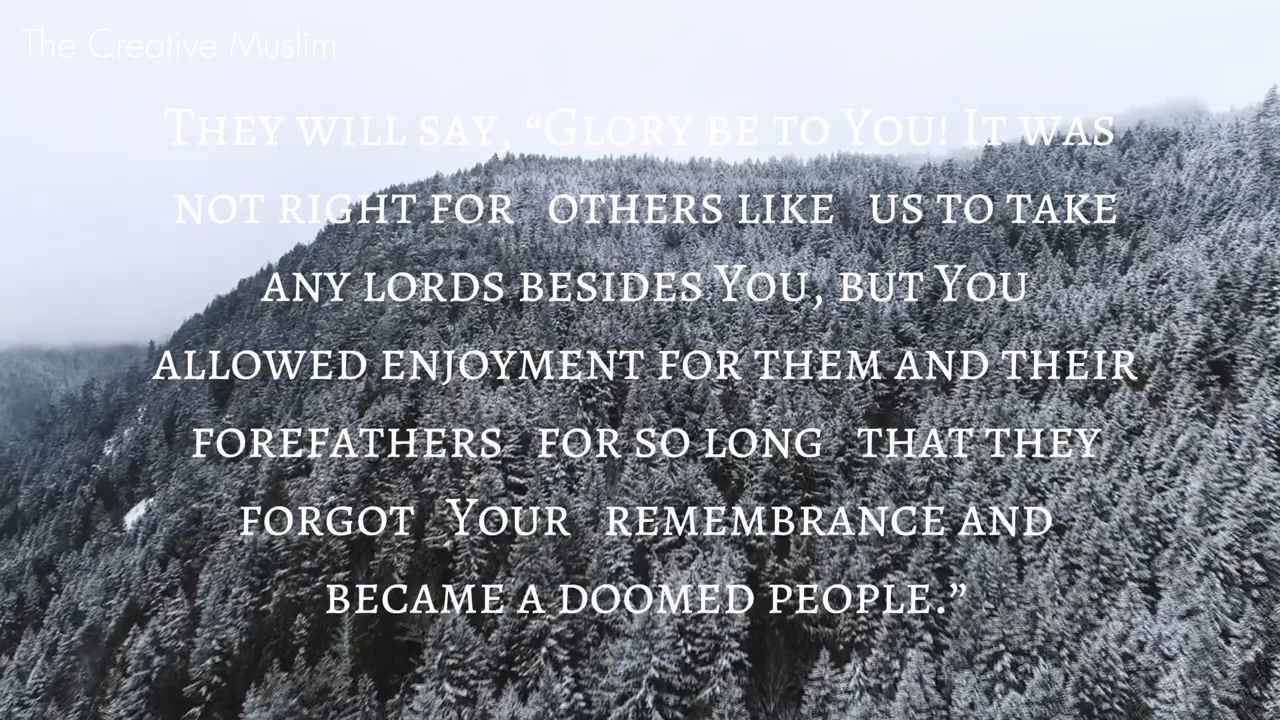 The Creative Muslim
They will say, “Glory be to You! It was
not right for others like us to take
any lords besides You, but You
allowed enjoyment for them and their
forefathers for so long that they
forgot Your remembrance and
became a doomed people.”